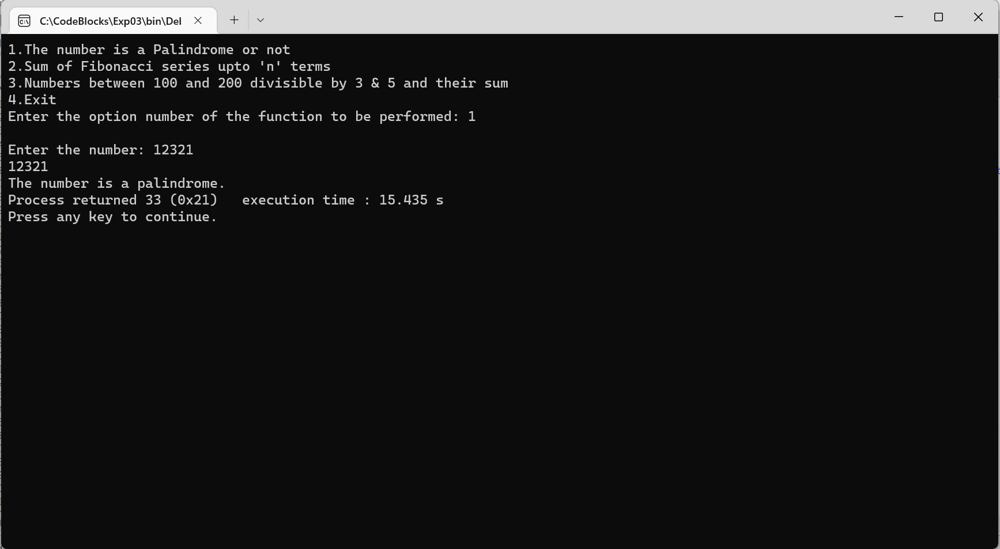 C:\CodeBlocks\Exp03\bin\Del
1.The number is a Palindrome or not
2.Sum of Fibonacci series upto 'n' terms
3.Numbers between 100 and 200 divisible by 3 & 5 and their sum
4.Exit
Enter the option number of the function to be performed: 1
Enter the number: 12321
12321
The number is a palindrome.
Process returned 33 (0x21)   execution time : 15.435 s
Press any key to continue.